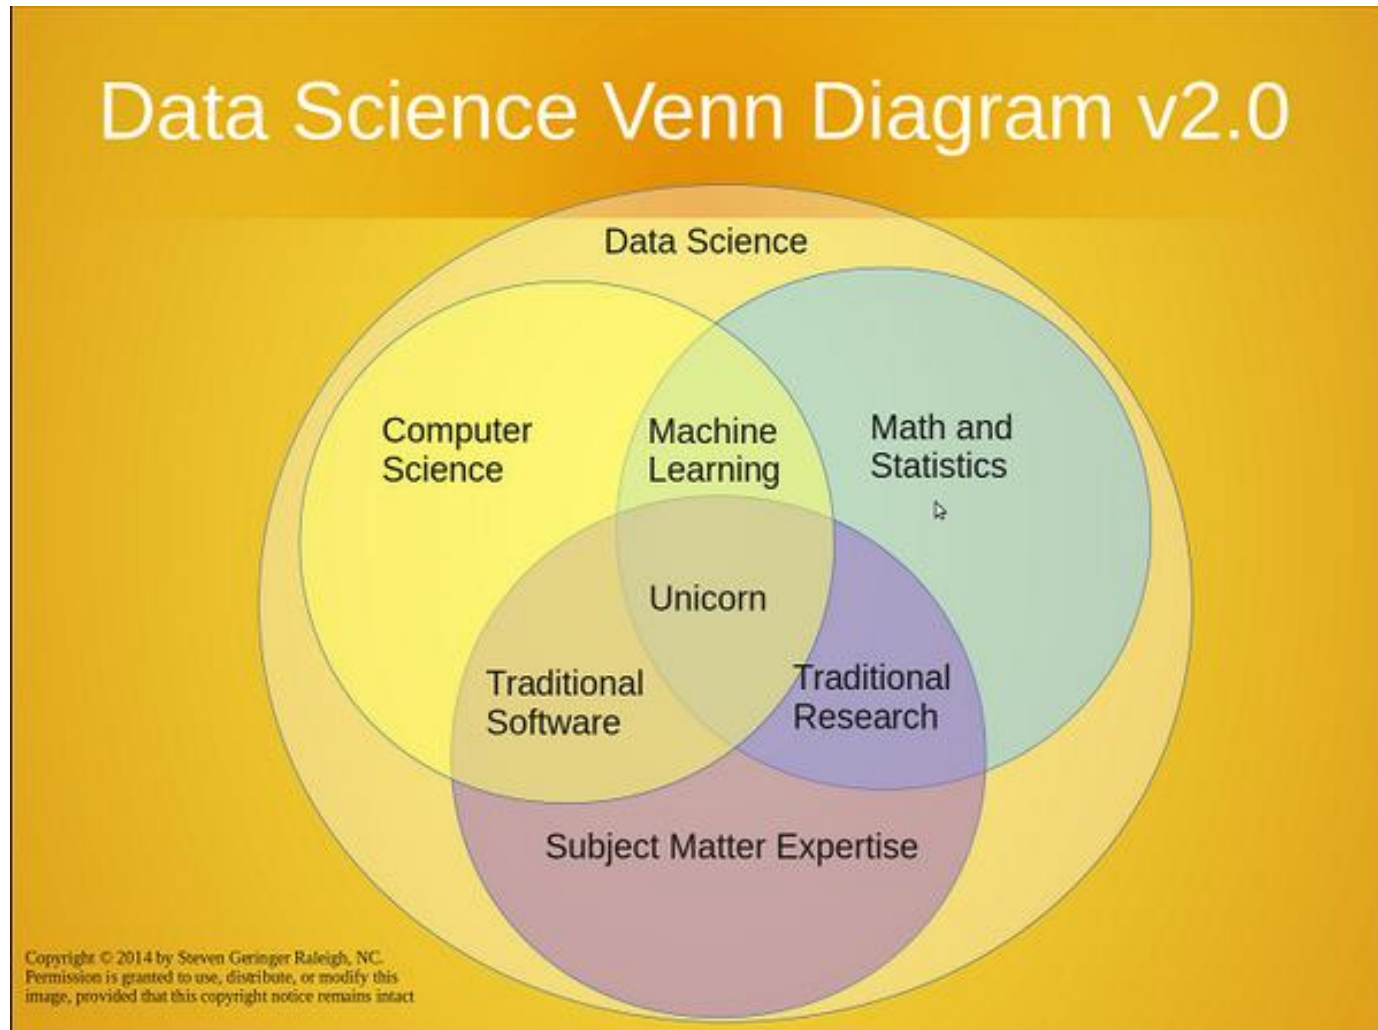 Data Science Venn Diagram v2.0
Data Science
Computer
Science
Machine
Learning
Math and
Statistics
Unicorn
Traditional
Software
Traditional
Research
Subject Matter Expertise
Copyright © 2014 by Steven Geringer Raleigh, NC.
Permission is granted to use, distribute, or modify this
image, provided that this copyright notice remains intact